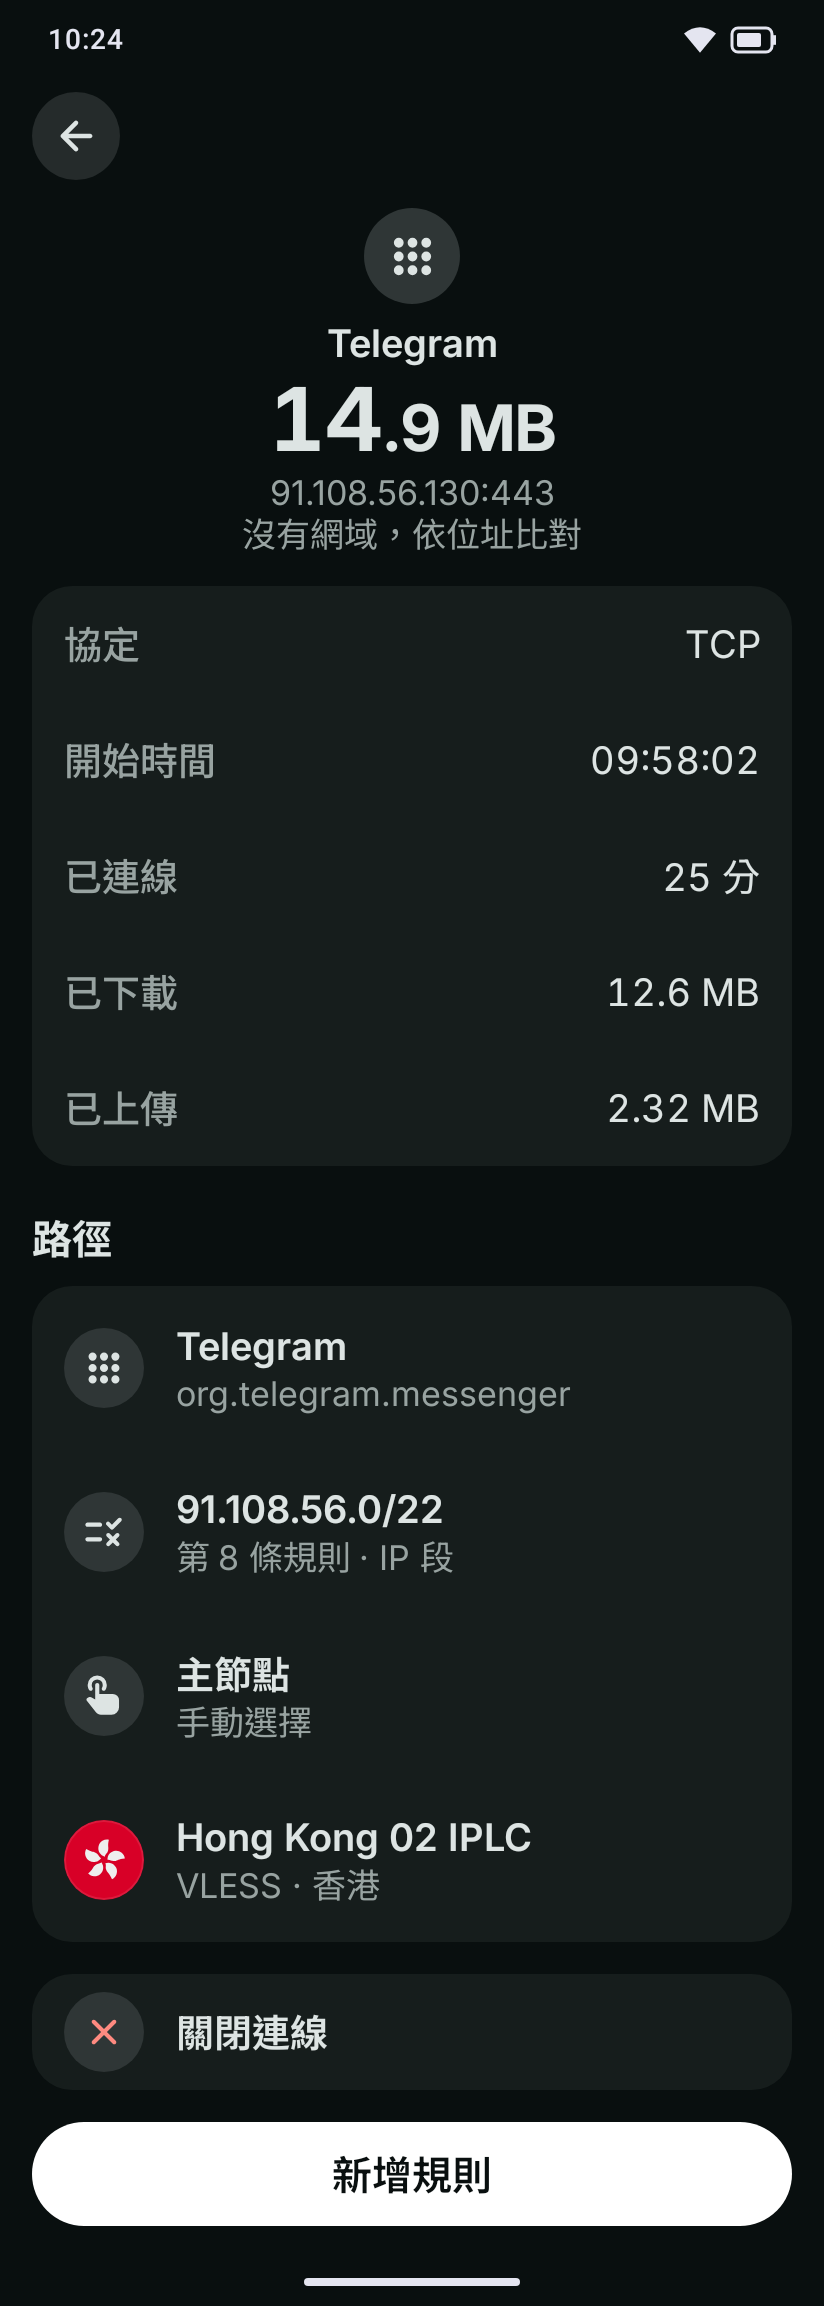 10:24
Telegram
14.9 MB
91.108.56.130:443
沒有網域，依位址比對
協定
TCP
開始時間
09:58:02
已連線
25 分
已下載
12.6 MB
已上傳
2.32 MB
路徑
Telegram
org.telegram.messenger
91.108.56.0/22
第 8 條規則 · IP 段
主節點
手動選擇
Hong Kong 02 IPLC
VLESS · 香港
關閉連線
新增規則